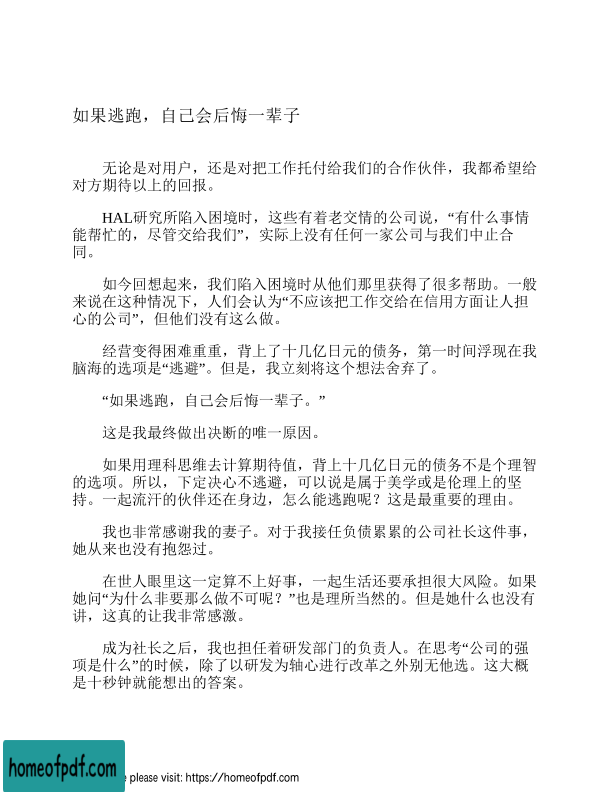 如果逃跑，自己会后悔一辈子
无论是对用户，还是对把工作托付给我们的合作伙伴，我都希望给
对方期待以上的回报。
HAL研究所陷入困境时，这些有着老交情的公司说，“有什么事情
能帮忙的，尽管交给我们”，实际上没有任何一家公司与我们中止合
同。
如今回想起来，我们陷入困境时从他们那里获得了很多帮助。一般
来说在这种情况下，人们会认为“不应该把工作交给在信用方面让人担
心的公司”，但他们没有这么做。
经营变得困难重重，背上了十几亿日元的债务，第一时间浮现在我
脑海的选项是“逃避”。但是，我立刻将这个想法舍弃了。
“如果逃跑，自己会后悔一辈子。”
这是我最终做出决断的唯一原因。
如果用理科思维去计算期待值，背上十几亿日元的债务不是个理智
的选项。所以，下定决心不逃避，可以说是属于美学或是伦理上的坚
持。一起流汗的伙伴还在身边，怎么能逃跑呢？这是最重要的理由。
我也非常感谢我的妻子。对于我接任负债累累的公司社长这件事，
她从来也没有抱怨过。
在世人眼里这一定算不上好事，一起生活还要承担很大风险。如果
她问“为什么非要那么做不可呢？”也是理所当然的。但是她什么也没有
讲，这真的让我非常感激。
成为社长之后，我也担任着研发部门的负责人。在思考“公司的强
项是什么”的时候，除了以研发为轴心进行改革之外别无他选。这大概
是十秒钟就能想出的答案。
homeofpdf.com
please visit: https://homeofpdf.com